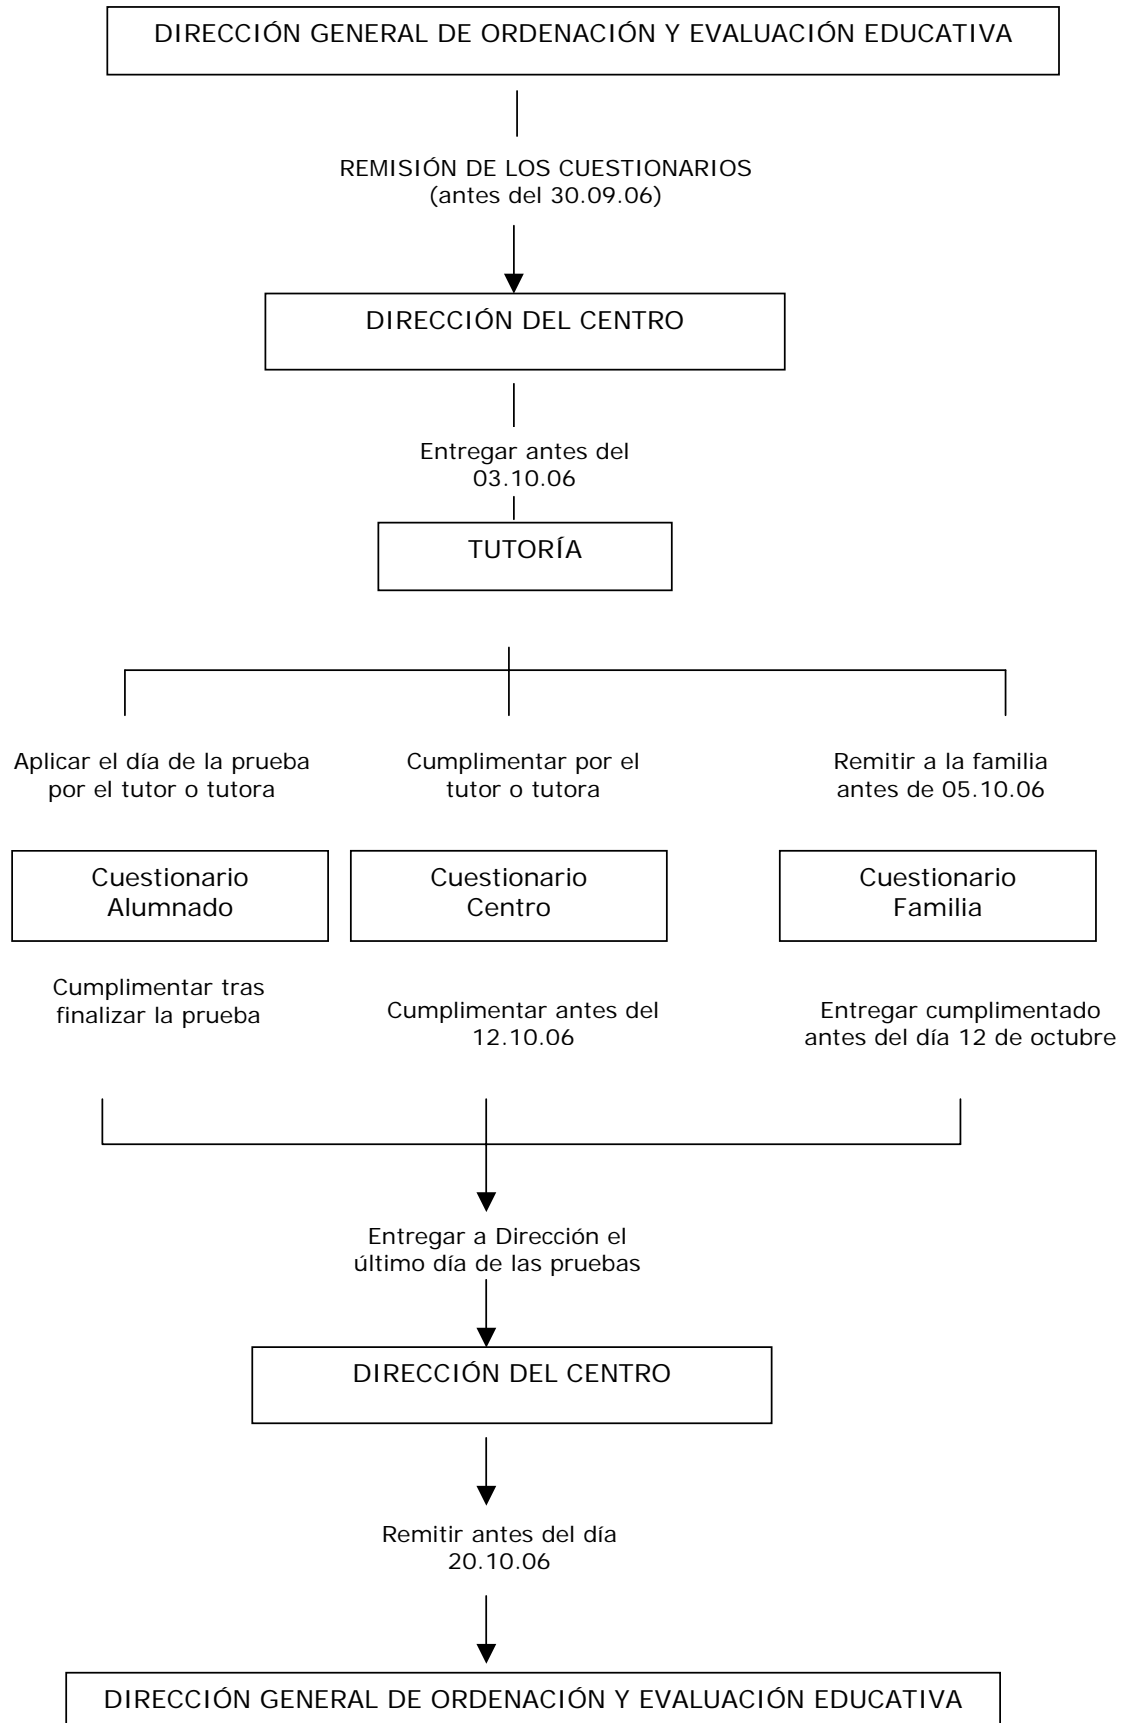 DIRECCIÓN GENERAL DE ORDENACIÓN Y EVALUACIÓN EDUCATIVA
REMISIÓN DE LOS CUESTIONARIOS
(antes del 30.09.06)
DIRECCIÓN DEL CENTRO
Entregar antes del
03.10.06
TUTORÍA
Aplicar el día de la prueba
por el tutor o tutora
Cumplimentar por el
tutor o tutora
Remitir a la familia
antes de 05.10.06
Cuestionario
Alumnado
Cuestionario
Centro
Cuestionario
Familia
Cumplimentar tras
finalizar la prueba
Cumplimentar antes del
12.10.06
Entregar cumplimentado
antes del día 12 de octubre
Entregar a Dirección el
último día de las pruebas
DIRECCIÓN DEL CENTRO
Remitir antes del día
20.10.06
DIRECCIÓN GENERAL DE ORDENACIÓN Y EVALUACIÓN EDUCATIVA